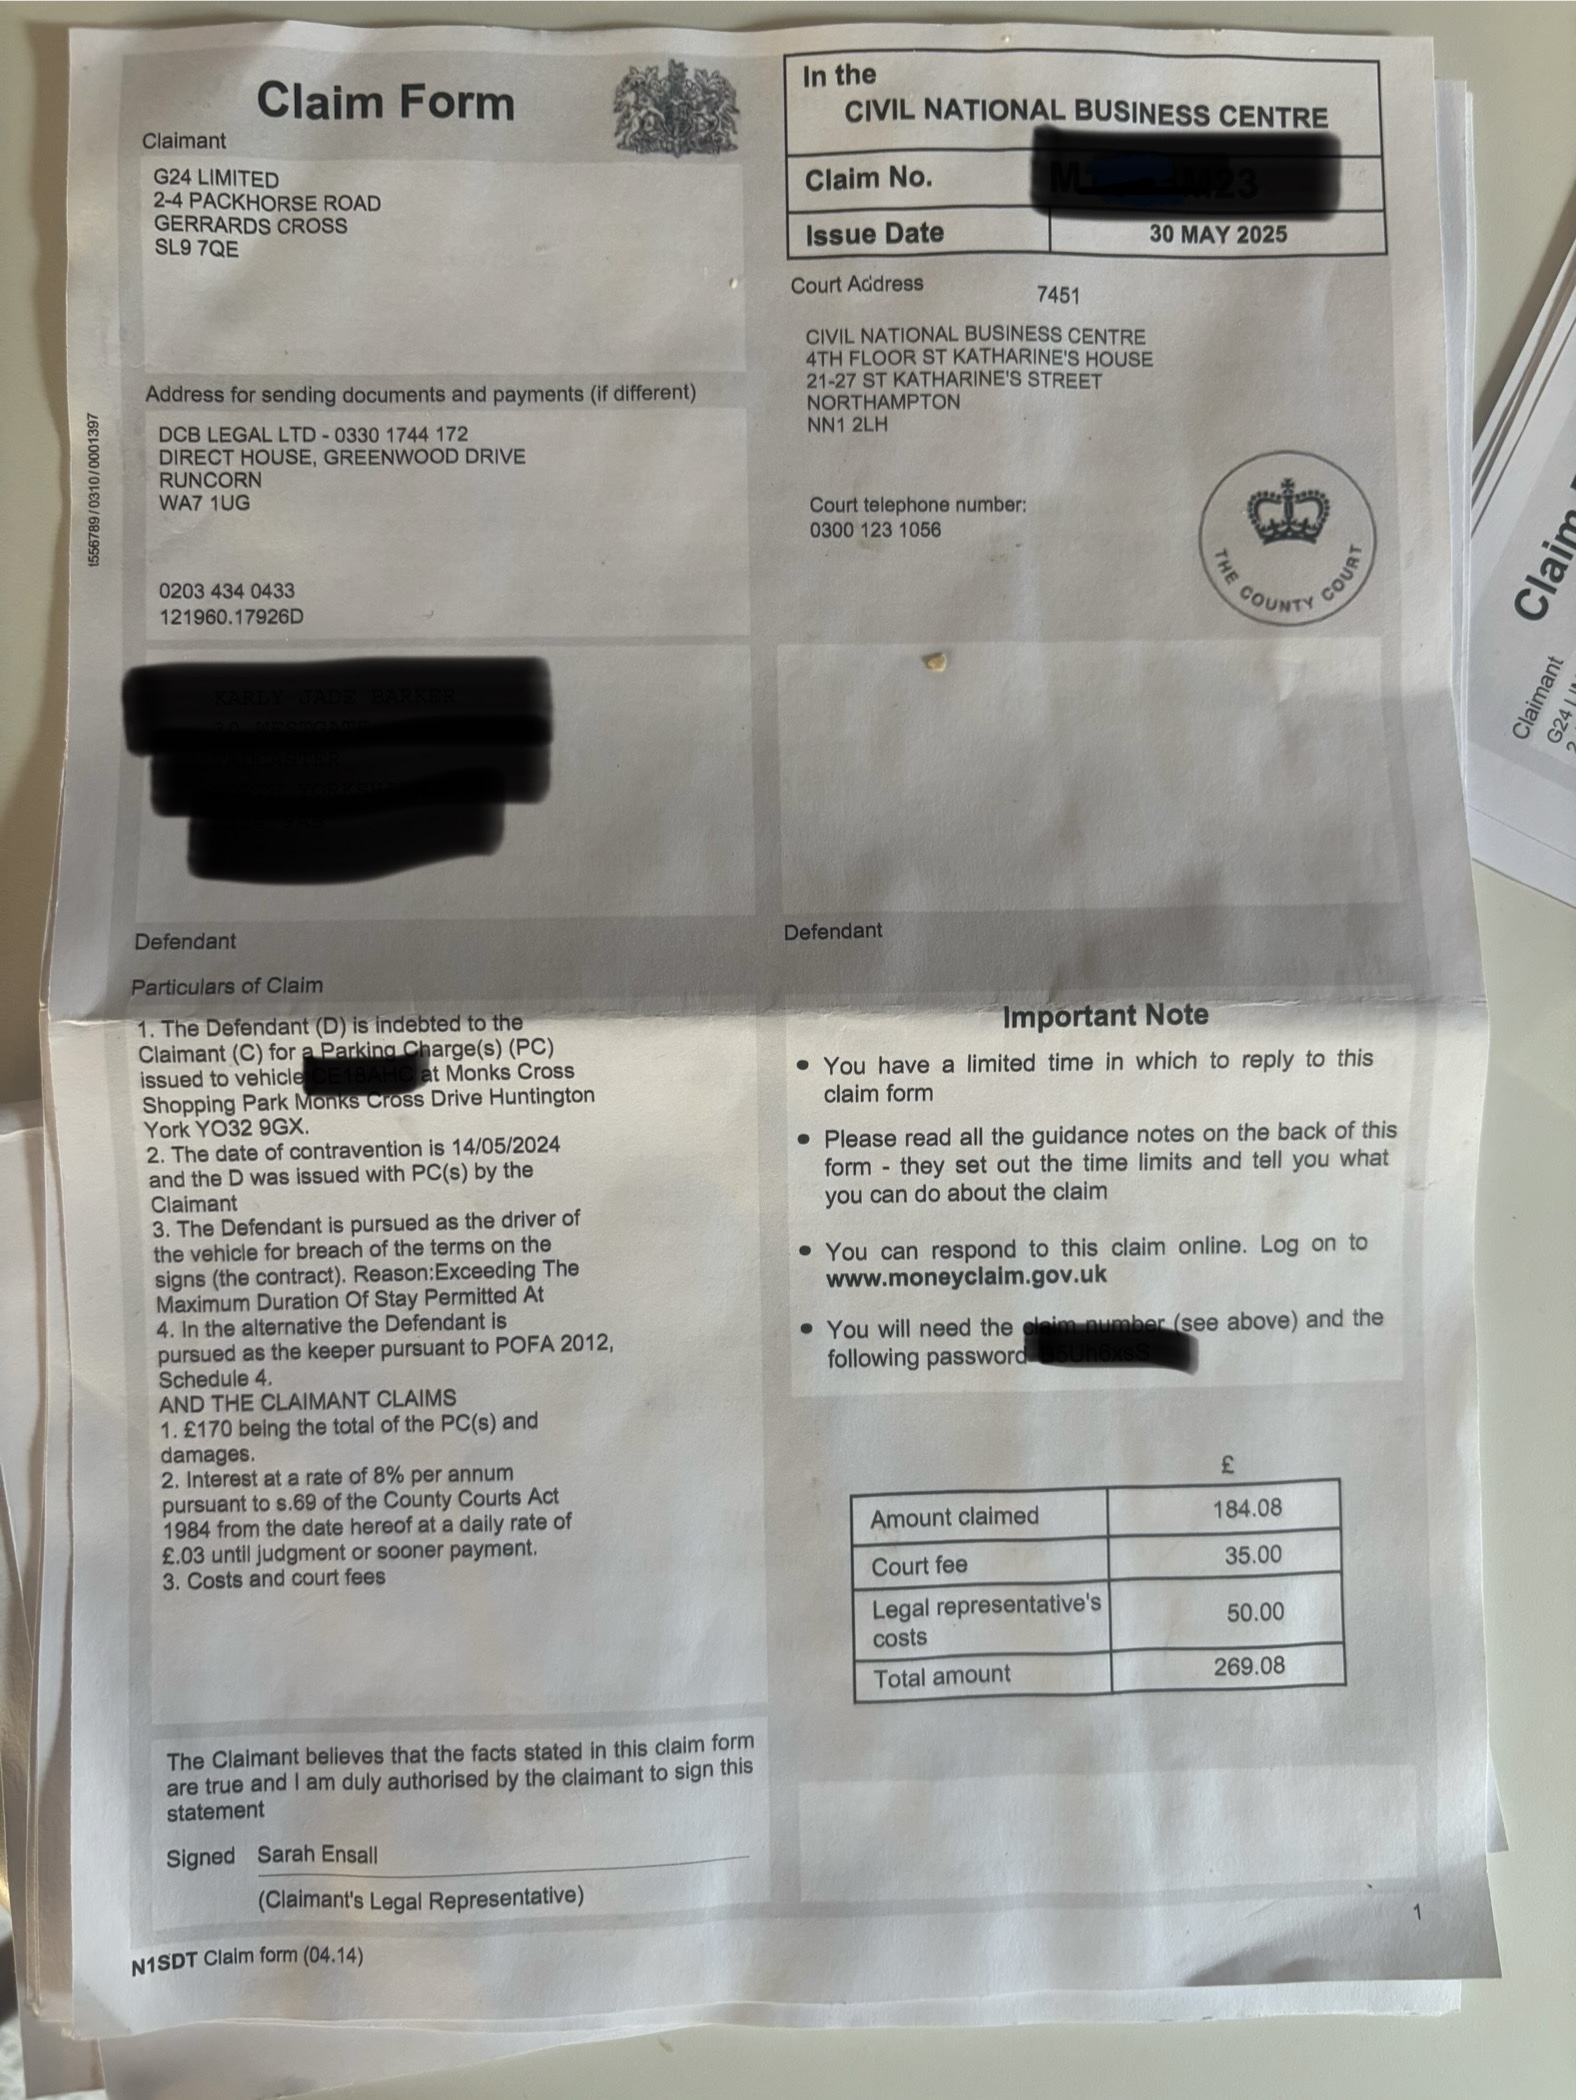 Claim Form
Claimant
G24 LIMITED
2-4 PACKHORSE ROAD
GERRARDS CROSS
SL9 7QE
In the
CIVIL NATIONAL BUSINESS CENTRE
Claim No.
Issue Date 30 MAY 2025
Court Address 7451
CIVIL NATIONAL BUSINESS CENTRE
4TH FLOOR ST KATHARINE'S HOUSE
21-27 ST KATHARINE'S STREET
NORTHAMPTON
NN1 2LH
Court telephone number:
0300 123 1056
THE COUNTY COURT
Address for sending documents and payments (if different)
DCB LEGAL LTD - 0330 1744 172
DIRECT HOUSE, GREENWOOD DRIVE
RUNCORN
WA7 1UG
0203 434 0433
121960.17926D
t556789/0310/0001397
Defendant
Defendant
Particulars of Claim
1. The Defendant (D) is indebted to the
Claimant (C) for a Parking Charge(s) (PC)
issued to vehicle at Monks Cross
Shopping Park Monks Cross Drive Huntington
York YO32 9GX.
2. The date of contravention is 14/05/2024
and the D was issued with PC(s) by the
Claimant
3. The Defendant is pursued as the driver of
the vehicle for breach of the terms on the
signs (the contract). Reason:Exceeding The
Maximum Duration Of Stay Permitted At
4. In the alternative the Defendant is
pursued as the keeper pursuant to POFA 2012,
Schedule 4.
AND THE CLAIMANT CLAIMS
1. £170 being the total of the PC(s) and
damages.
2. Interest at a rate of 8% per annum
pursuant to s.69 of the County Courts Act
1984 from the date hereof at a daily rate of
£.03 until judgment or sooner payment.
3. Costs and court fees
Important Note
• You have a limited time in which to reply to this
claim form
• Please read all the guidance notes on the back of this
form - they set out the time limits and tell you what
you can do about the claim
• You can respond to this claim online. Log on to
www.moneyclaim.gov.uk
• You will need the claim number (see above) and the
following password
£
Amount claimed 184.08
Court fee 35.00
Legal representative's
costs 50.00
Total amount 269.08
The Claimant believes that the facts stated in this claim form
are true and I am duly authorised by the claimant to sign this
statement
Signed Sarah Ensall
(Claimant's Legal Representative)
1
N1SDT Claim form (04.14)
Claim
Claimant
G24